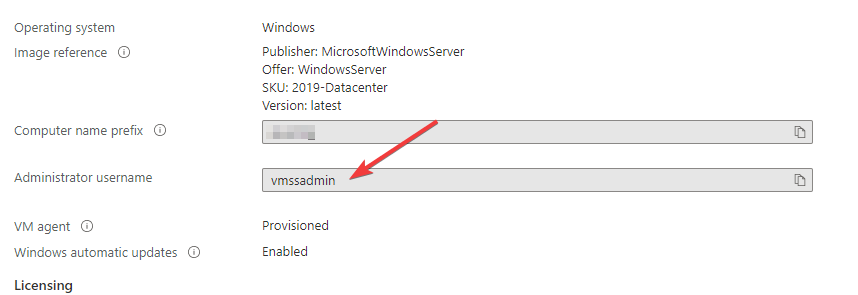 Operating system Windows
Image reference Publisher: MicrosoftWindowsServer
Offer: WindowsServer
SKU: 2019-Datacenter
Version: latest
Computer name prefix
Administrator username vmssadmin
VM agent Provisioned
Windows automatic updates Enabled
Licensing